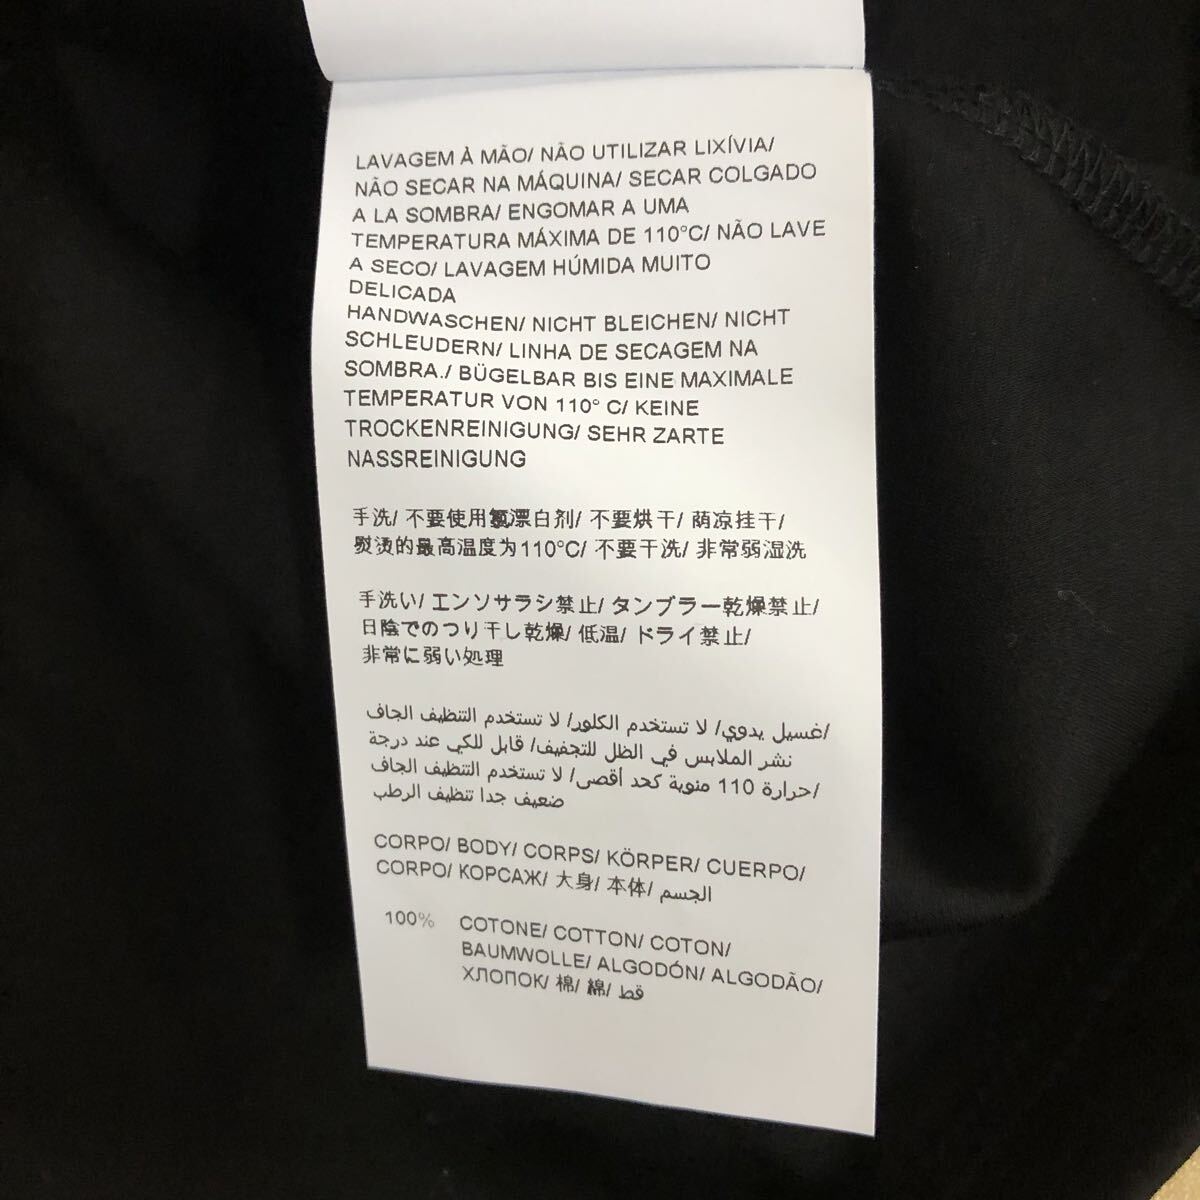 LAVAGEM À MÃO/ NÃO UTILIZAR LIXÍVIA/
NÃO SECAR NA MÁQUINA/ SECAR COLGADO
A LA SOMBRA/ ENGOMAR A UMA
TEMPERATURA MÁXIMA DE 110°C/ NÃO LAVE
A SECO/ LAVAGEM HÚMIDA MUITO
DELICADA
HANDWASCHEN/ NICHT BLEICHEN/ NICHT
SCHLEUDERN/ LINHA DE SECAGEM NA
SOMBRA./ BÜGELBAR BIS EINE MAXIMALE
TEMPERATUR VON 110° C/ KEINE
TROCKENREINIGUNG/ SEHR ZARTE
NASSREINIGUNG
手洗/ 不要使用氯漂白剂/ 不要烘干/ 荫凉挂干/
熨烫的最高温度为110°C/ 不要干洗/ 非常弱湿洗
手洗い/ エンソサラシ禁止/ タンブラー乾燥禁止/
日陰でのつり干し乾燥/ 低温/ ドライ禁止/
非常に弱い処理
/غسيل يدوي/ لا تستخدم الكلور/ لا تستخدم التنظيف الجاف
نشر الملابس في الظل للتجفيف/ قابل للكي عند درجة
/حرارة 110 مئوية كحد أقصى/ لا تستخدم التنظيف الجاف
ضعيف جدا تنظيف الرطب
CORPO/ BODY/ CORPS/ KÖRPER/ CUERPO/
CORPO/ КОРСАЖ/ 大身/ 本体/ الجسم
100% COTONE/ COTTON/ COTON/
BAUMWOLLE/ ALGODÓN/ ALGODÃO/
ХЛОПОК/ 棉/ 綿/ قط